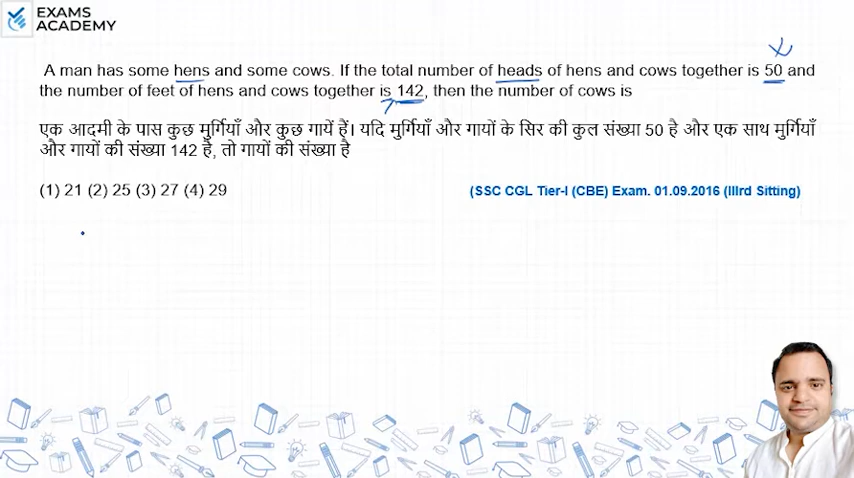 EXAMS
ACADEMY
A man has some hens and some cows. If the total number of heads of hens and cows together is 50 and
the number of feet of hens and cows together is 142, then the number of cows is
एक आदमी के पास कुछ मुर्गियाँ और कुछ गायें हैं। यदि मुर्गियाँ और गायों के सिर की कुल संख्या 50 है और एक साथ मुर्गियाँ
और गायों की संख्या 142 है, तो गायों की संख्या है
(1) 21 (2) 25 (3) 27 (4) 29
(SSC CGL Tier-I (CBE) Exam. 01.09.2016 (IIIrd Sitting)